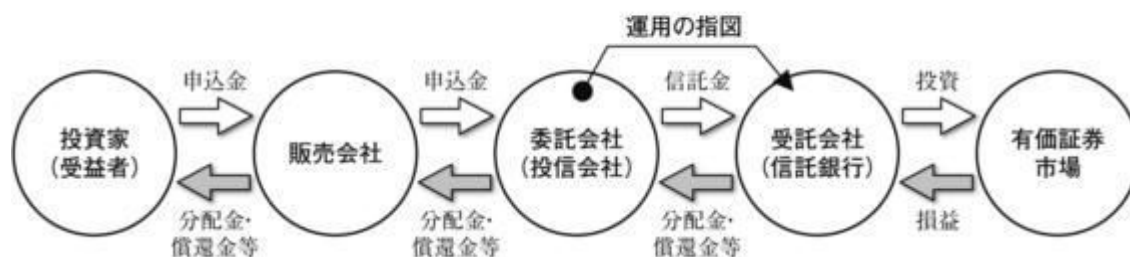 運用の指図
申込金
申込金
信託金
投資
投資家
(受益者)
販売会社
委託会社
(投信会社)
受託会社
(信託銀行)
有価証券
市場
分配金・
償還金等
分配金・
償還金等
分配金・
償還金等
損益